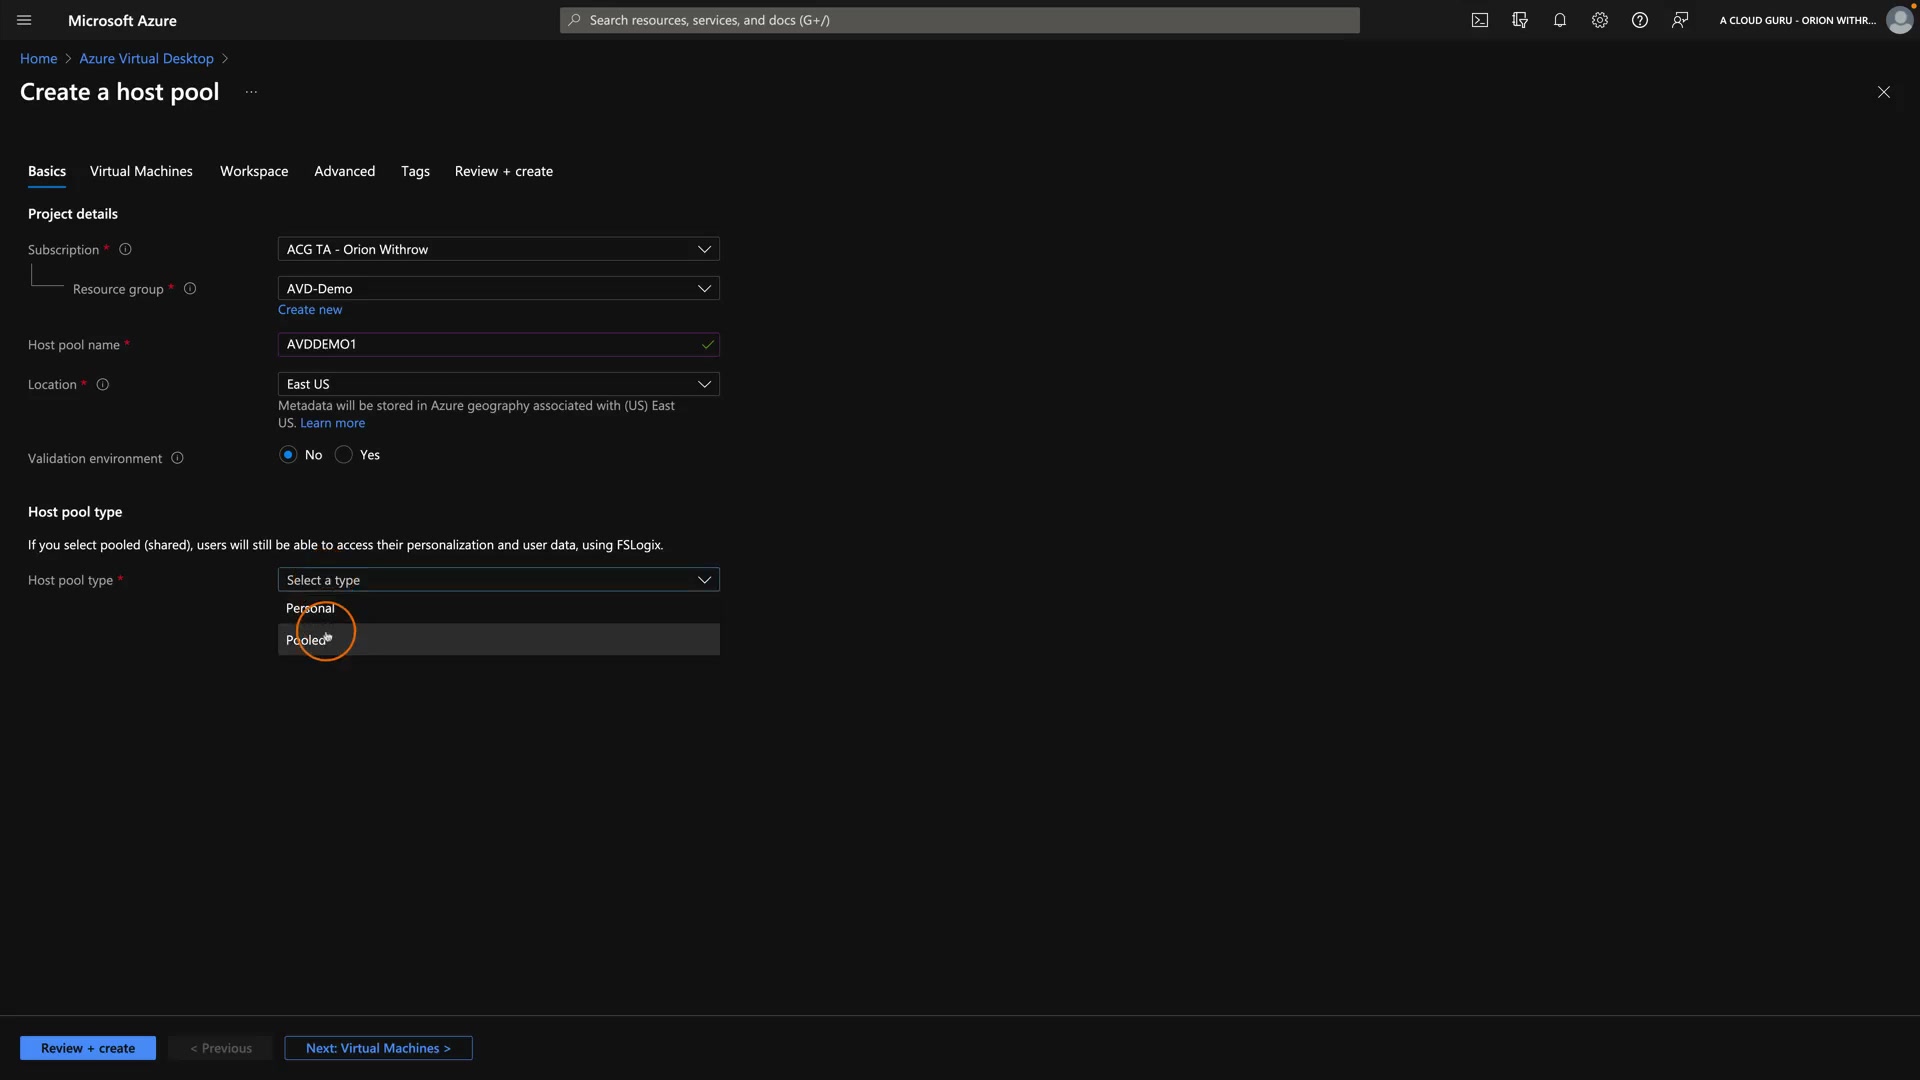 Microsoft Azure
Search resources, services, and docs (G+/)
A CLOUD GURU - ORION WITHR...
Home > Azure Virtual Desktop >
Create a host pool ...
Basics Virtual Machines Workspace Advanced Tags Review + create
Project details
Subscription *
ACG TA - Orion Withrow
Resource group *
AVD-Demo
Create new
Host pool name *
AVDDEMO1
Location *
East US
Metadata will be stored in Azure geography associated with (US) East
US. Learn more
Validation environment
No Yes
Host pool type
If you select pooled (shared), users will still be able to access their personalization and user data, using FSLogix.
Host pool type *
Select a type
Personal
Pooled
Review + create < Previous Next: Virtual Machines >